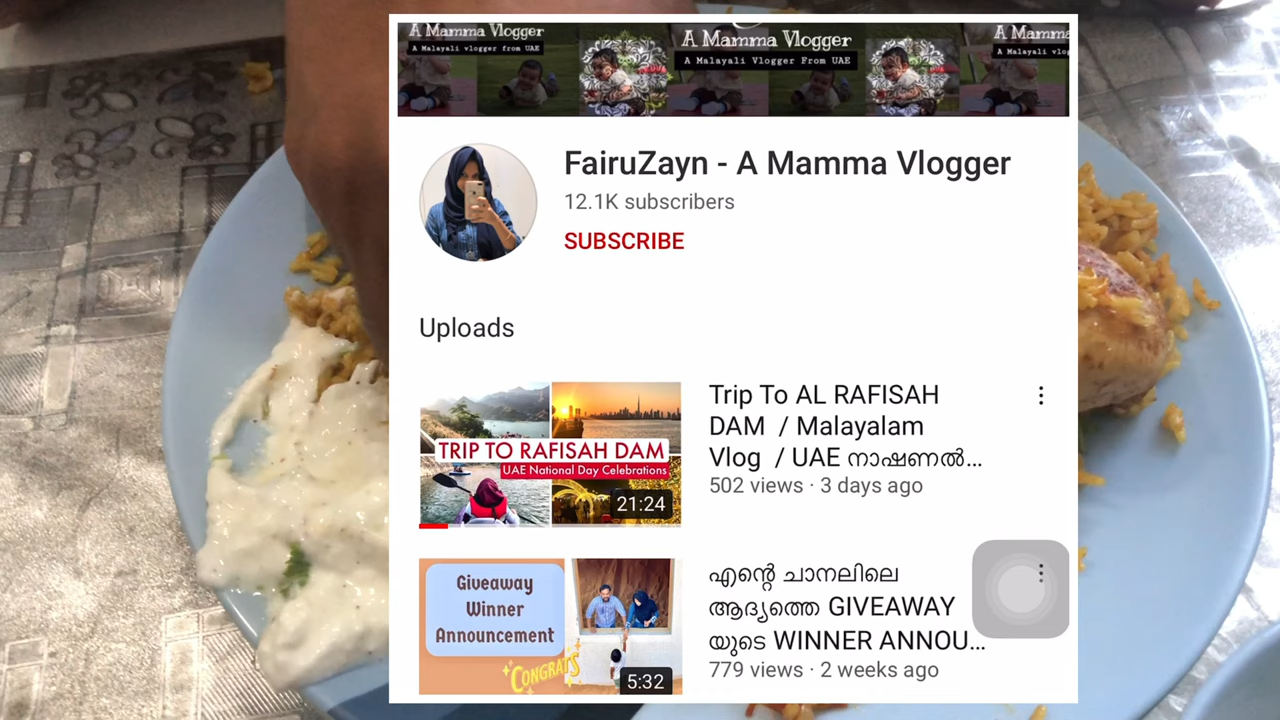 A Mamma Vlogger
A Malayali vlogger from UAE
A Mamma Vlogger
A Malayali Vlogger From UAE
A Mamma
A Malayali
FairuZayn - A Mamma Vlogger
12.1K subscribers
SUBSCRIBE
Uploads
TRIP TO RAFISAH DAM
UAE National Day Celebrations
21:24
Trip To AL RAFISAH
DAM / Malayalam
Vlog / UAE നാഷണൽ...
502 views · 3 days ago
Giveaway
Winner
Announcement
CONGRATS
5:32
എന്റെ ചാനലിലെ
ആദ്യത്തെ GIVEAWAY
യുടെ WINNER ANNOU...
779 views · 2 weeks ago